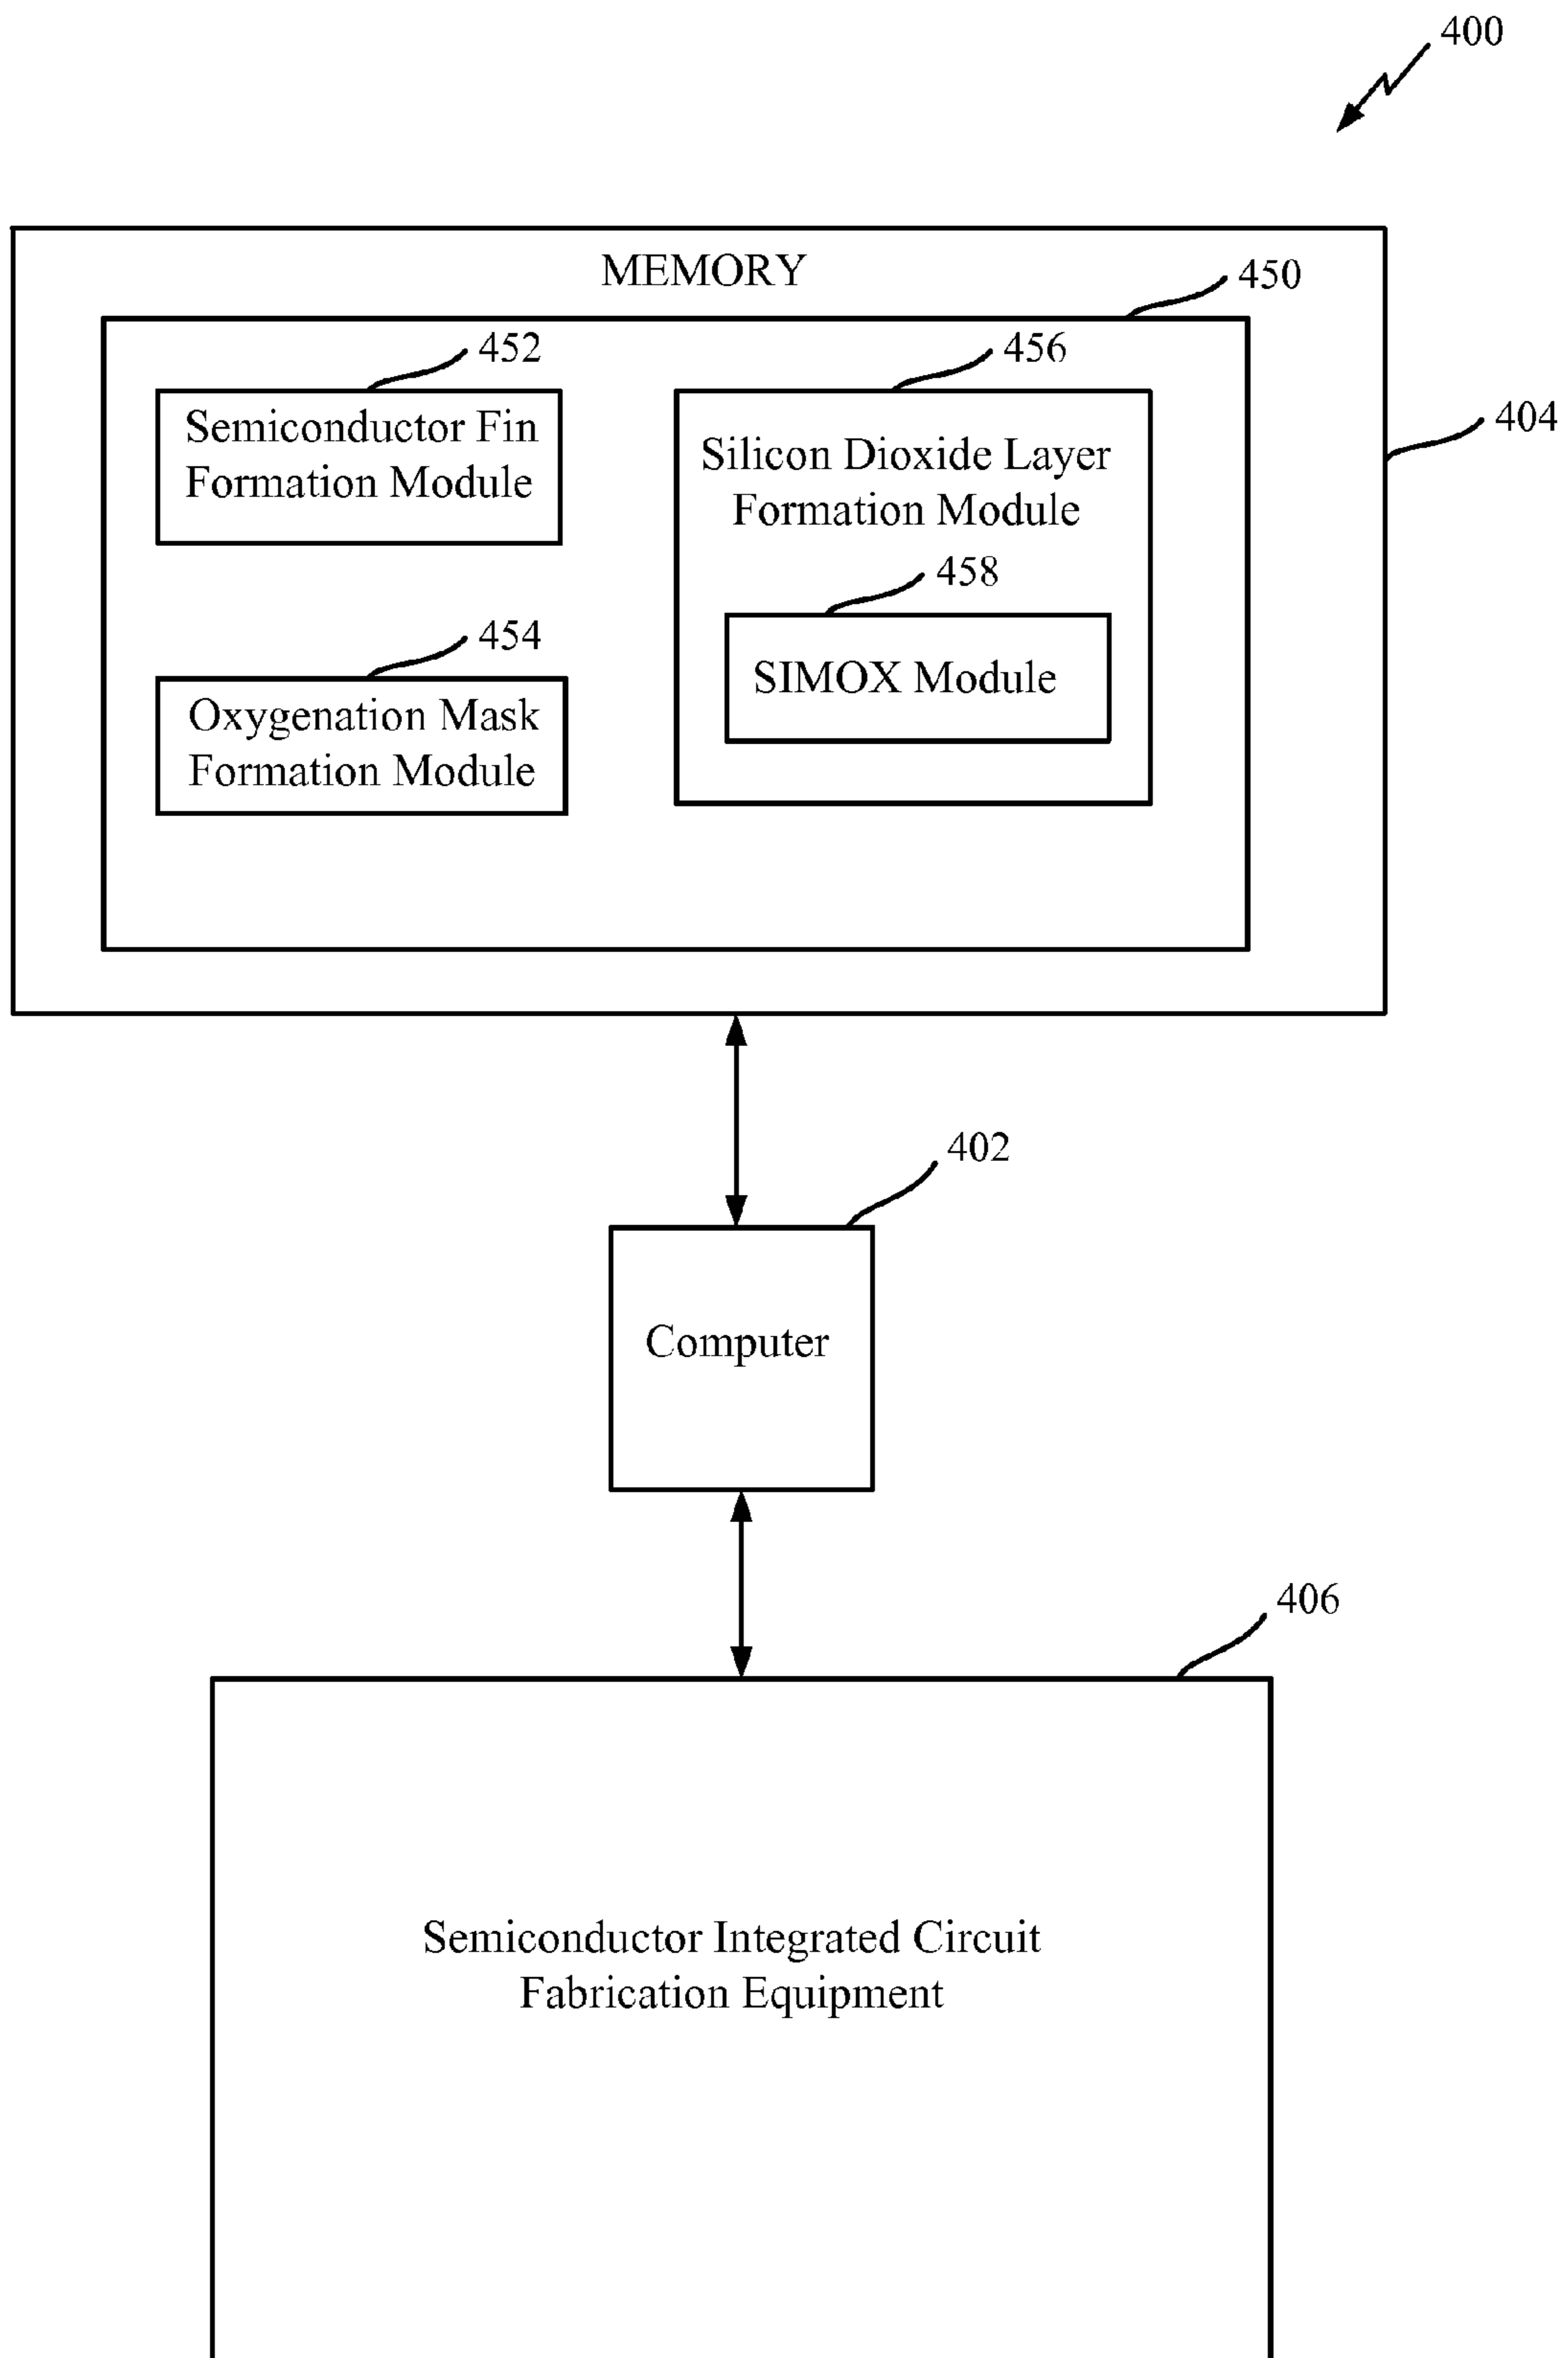 400
MEMORY
450
452
456
404
Semiconductor Fin
Formation Module
Silicon Dioxide Layer
Formation Module
458
454
SIMOX Module
Oxygenation Mask
Formation Module
402
Computer
406
Semiconductor Integrated Circuit
Fabrication Equipment